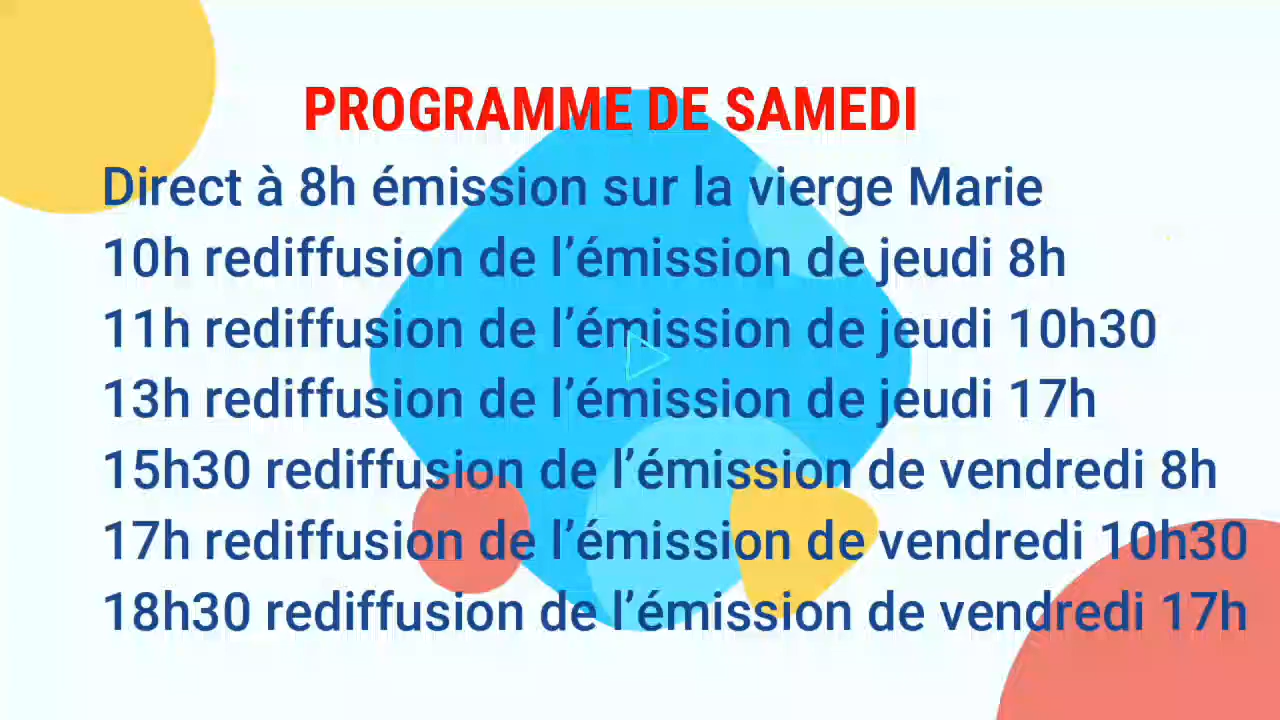 PROGRAMME DE SAMEDI
Direct à 8h émission sur la vierge Marie
10h rediffusion de l’émission de jeudi 8h
11h rediffusion de l’émission de jeudi 10h30
13h rediffusion de l’émission de jeudi 17h
15h30 rediffusion de l’émission de vendredi 8h
17h rediffusion de l’émission de vendredi 10h30
18h30 rediffusion de l’émission de vendredi 17h